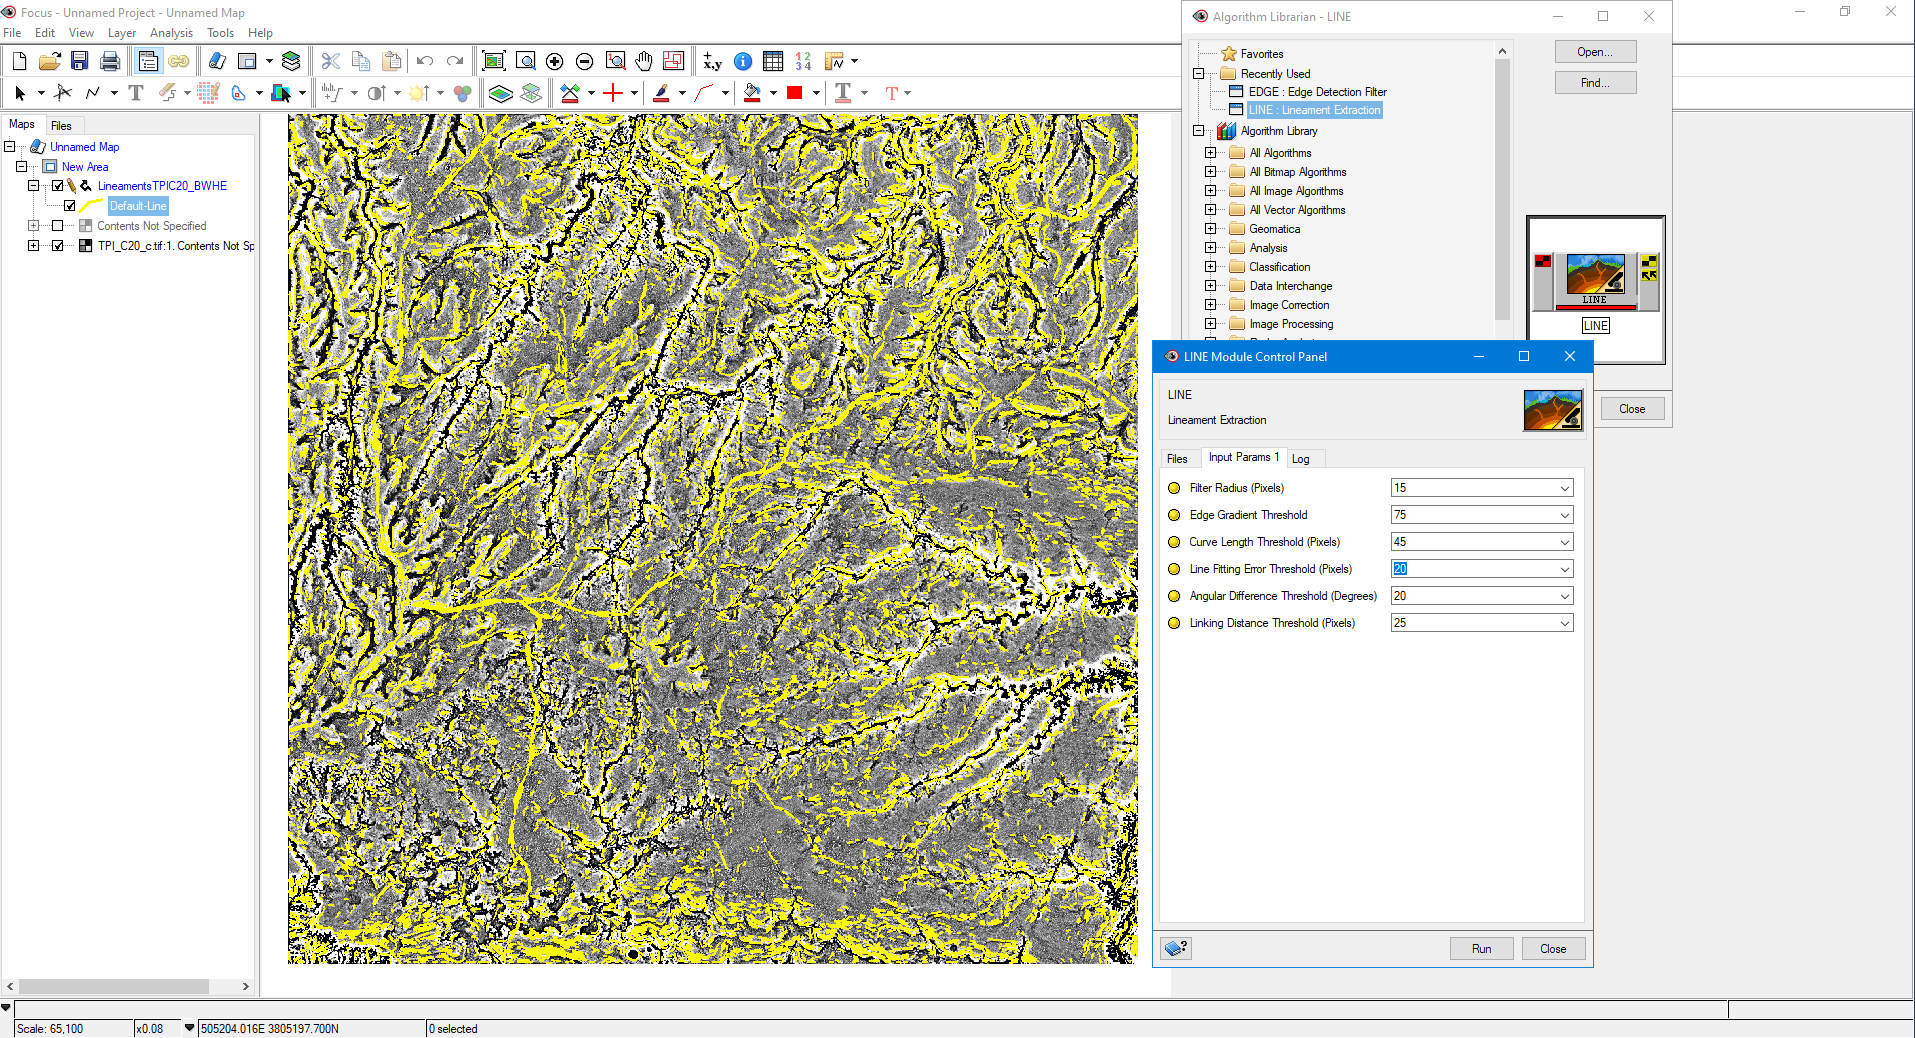 Focus - Unnamed Project - Unnamed Map
File Edit View Layer Analysis Tools Help
Maps Files
Unnamed Map
New Area
LineamentsTPIC20_BWHE
Default-Line
Contents Not Specified
TPI_C20_c.tif:1. Contents Not Sp
Algorithm Librarian - LINE
Favorites
Recently Used
EDGE : Edge Detection Filter
LINE : Lineament Extraction
Algorithm Library
All Algorithms
All Bitmap Algorithms
All Image Algorithms
All Vector Algorithms
Geomatica
Analysis
Classification
Data Interchange
Image Correction
Image Processing
Open...
Find...
LINE
LINE
Close
LINE Module Control Panel
LINE
Lineament Extraction
Files Input Params 1 Log
Filter Radius (Pixels) 15
Edge Gradient Threshold 75
Curve Length Threshold (Pixels) 45
Line Fitting Error Threshold (Pixels) 20
Angular Difference Threshold (Degrees) 20
Linking Distance Threshold (Pixels) 25
Run Close
Scale: 65,100 x0.08 505204.016E 3805197.700N 0 selected